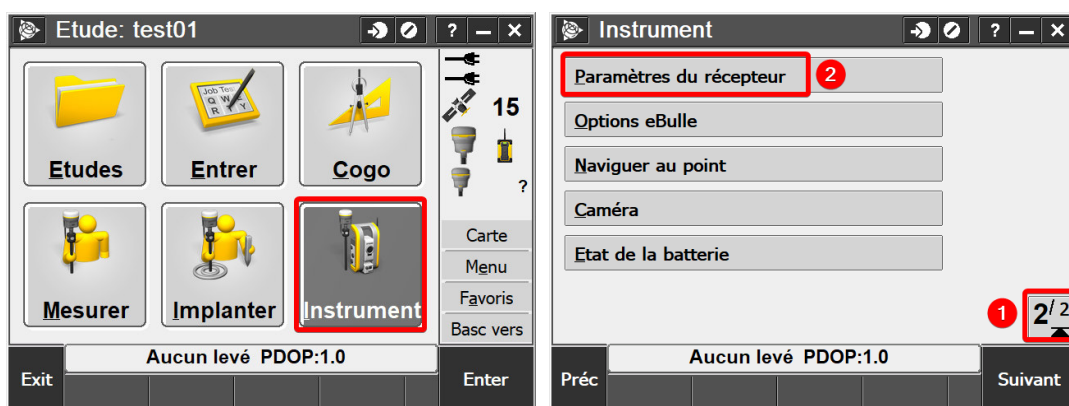 Etude: test01
? – ×
Job Test
Q W E
R T Y
15
Etudes
Entrer
Cogo
?
Carte
Menu
Favoris
Basc vers
Mesurer
Implanter
Instrument
Aucun levé PDOP:1.0
Exit
Enter
Instrument
? – ×
Paramètres du récepteur
2
Options eBulle
Naviguer au point
Caméra
Etat de la batterie
1
2/2
Aucun levé PDOP:1.0
Préc
Suivant